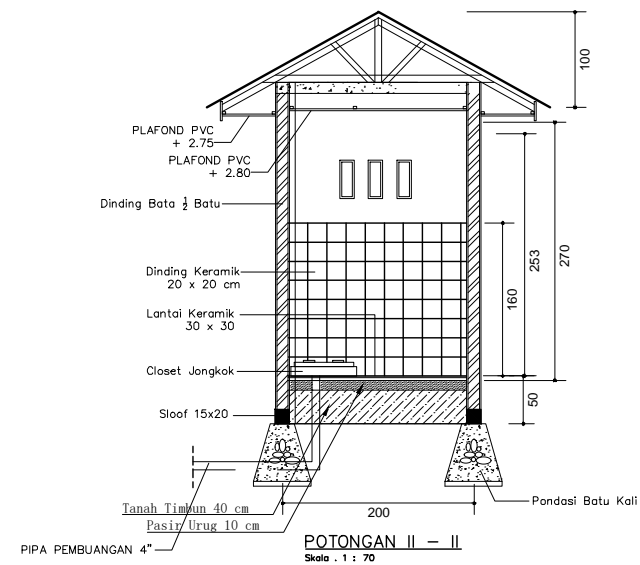 100
PLAFOND PVC
+ 2.75
PLAFOND PVC
+ 2.80
Dinding Bata ½ Batu
Dinding Keramik
20 x 20 cm
Lantai Keramik
30 x 30
Closet Jongkok
Sloof 15x20
160
253
270
50
Pondasi Batu Kali
200
Tanah Timbun 40 cm
Pasir Urug 10 cm
PIPA PEMBUANGAN 4"
POTONGAN II - II
Skala . 1 : 70